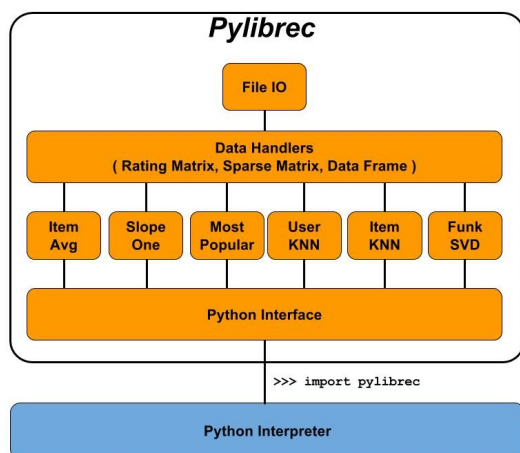 Pylibrec
File IO
Data Handlers
( Rating Matrix, Sparse Matrix, Data Frame )
Item
Avg
Slope
One
Most
Popular
User
KNN
Item
KNN
Funk
SVD
Python Interface
>>> import pylibrec
Python Interpreter